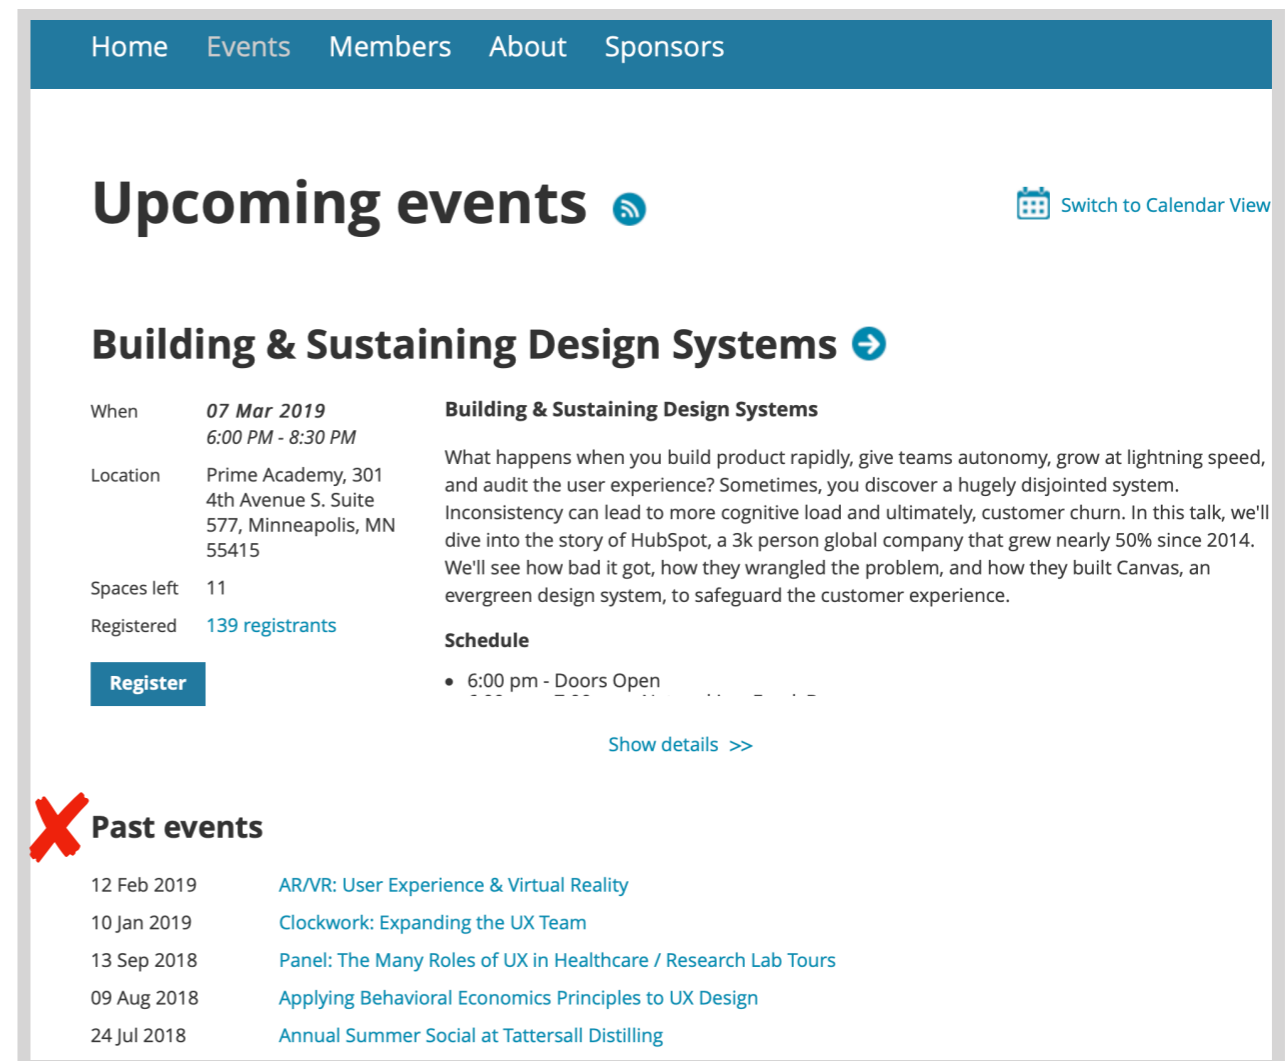 Home Events Members About Sponsors
Upcoming events
Switch to Calendar View
Building & Sustaining Design Systems
When 07 Mar 2019
6:00 PM - 8:30 PM
Location Prime Academy, 301
4th Avenue S. Suite
577, Minneapolis, MN
55415
Spaces left 11
Registered 139 registrants
Register
Building & Sustaining Design Systems
What happens when you build product rapidly, give teams autonomy, grow at lightning speed,
and audit the user experience? Sometimes, you discover a hugely disjointed system.
Inconsistency can lead to more cognitive load and ultimately, customer churn. In this talk, we'll
dive into the story of HubSpot, a 3k person global company that grew nearly 50% since 2014.
We'll see how bad it got, how they wrangled the problem, and how they built Canvas, an
evergreen design system, to safeguard the customer experience.
Schedule
• 6:00 pm - Doors Open
Show details >>
Past events
12 Feb 2019 AR/VR: User Experience & Virtual Reality
10 Jan 2019 Clockwork: Expanding the UX Team
13 Sep 2018 Panel: The Many Roles of UX in Healthcare / Research Lab Tours
09 Aug 2018 Applying Behavioral Economics Principles to UX Design
24 Jul 2018 Annual Summer Social at Tattersall Distilling